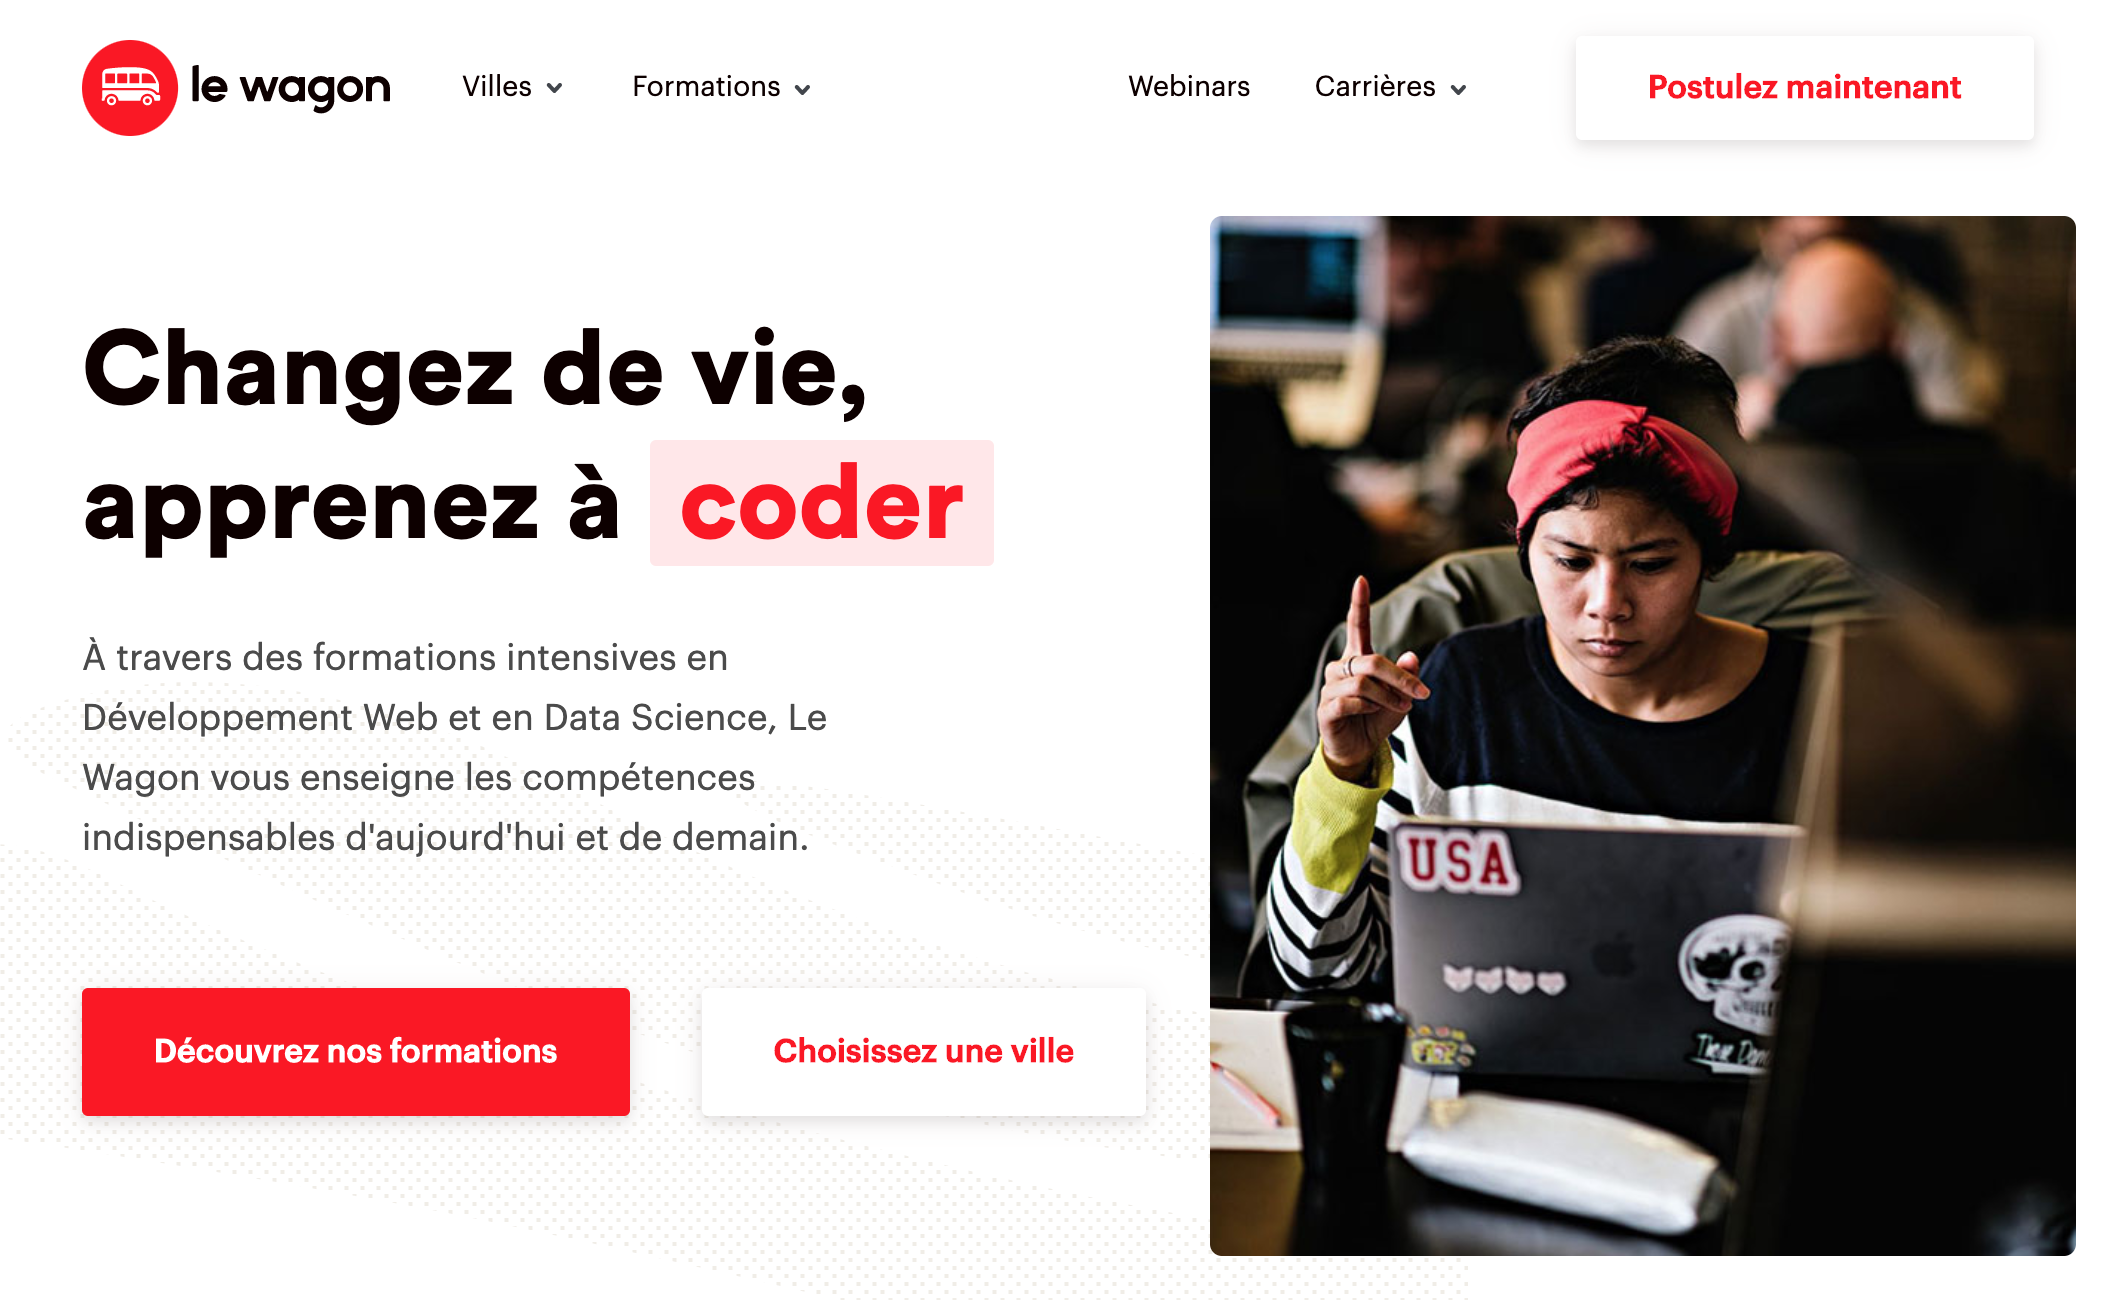 le wagon
Villes
Formations
Webinars
Carrières
Postulez maintenant
Changez de vie,
apprenez à coder
À travers des formations intensives en
Développement Web et en Data Science, Le
Wagon vous enseigne les compétences
indispensables d'aujourd'hui et de demain.
Découvrez nos formations
Choisissez une ville
USA